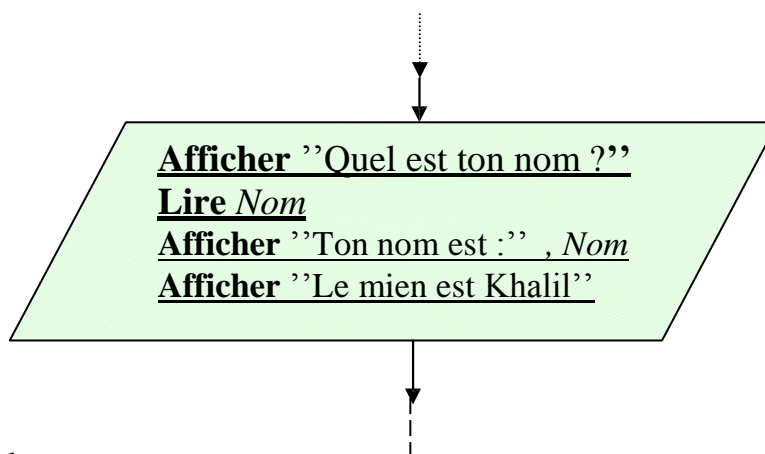 Afficher ’’Quel est ton nom ?’’
Lire Nom
Afficher ’’Ton nom est :’’ , Nom
Afficher ’’Le mien est Khalil’’